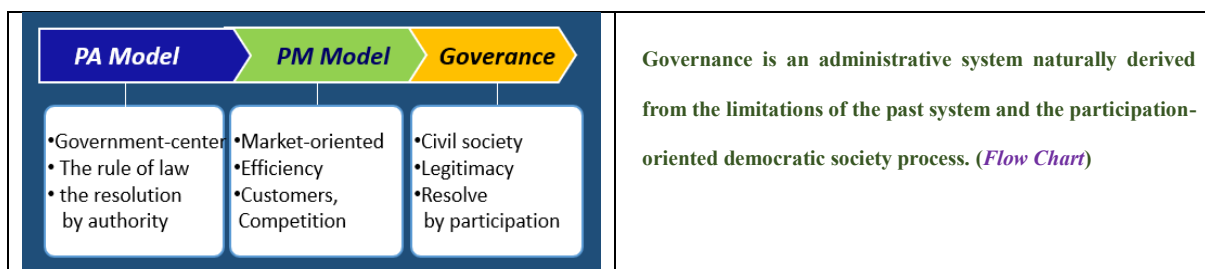 PA Model
PM Model
Goverance
•Government-center
• The rule of law
• the resolution
by authority
•Market-oriented
•Efficiency
•Customers,
Competition
•Civil society
•Legitimacy
•Resolve
by participation
Governance is an administrative system naturally derived
from the limitations of the past system and the participation-
oriented democratic society process. (Flow Chart)